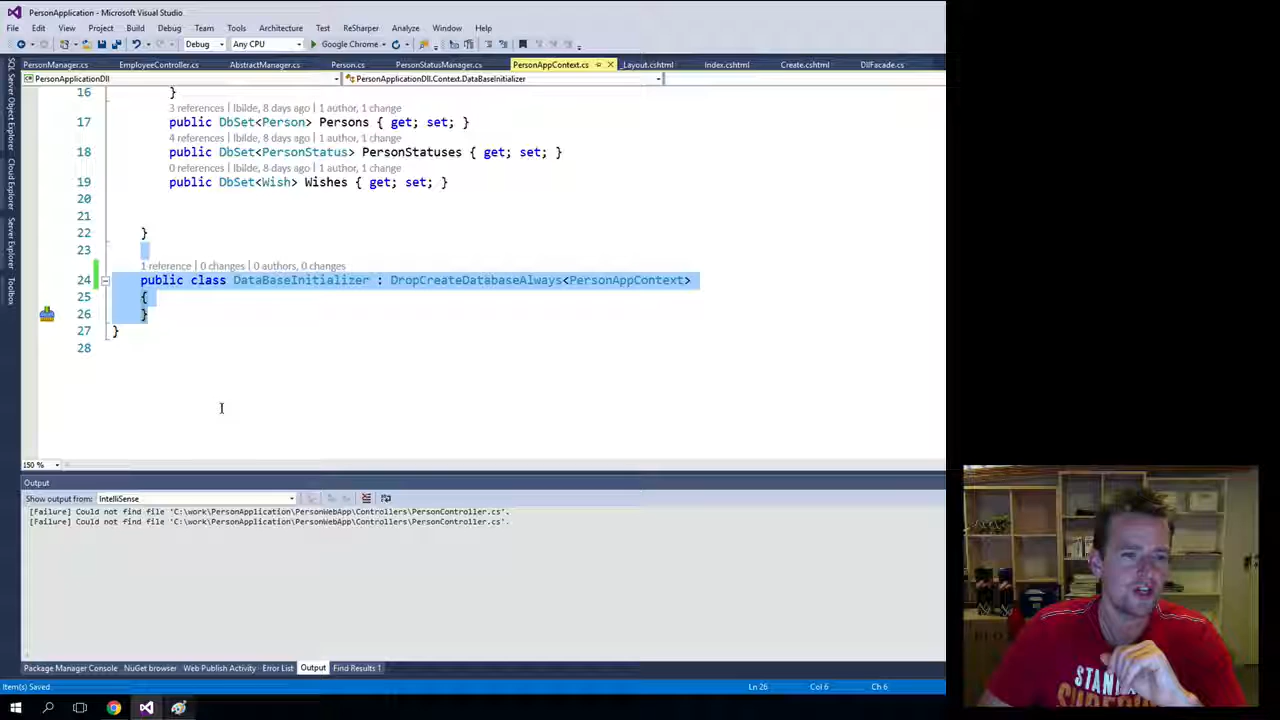 PersonApplication - Microsoft Visual Studio
File Edit View Project Build Debug Team Tools Architecture Test ReSharper Analyze Window Help
Debug Any CPU Google Chrome
PersonManager.cs EmployeeController.cs AbstractManager.cs Person.cs PersonStatusManager.cs PersonAppContext.cs _Layout.cshtml Index.cshtml Create.cshtml DllFacade.cs
PersonApplicationDll PersonApplicationDll.Context.DataBaseInitializer
SQL Server Object Explorer
Cloud Explorer
Server Explorer
Toolbox
16 }
3 references | lbilde, 8 days ago | 1 author, 1 change
17 public DbSet<Person> Persons { get; set; }
4 references | lbilde, 8 days ago | 1 author, 1 change
18 public DbSet<PersonStatus> PersonStatuses { get; set; }
0 references | lbilde, 8 days ago | 1 author, 1 change
19 public DbSet<Wish> Wishes { get; set; }
20
21
22 }
23
1 reference | 0 changes | 0 authors, 0 changes
24 public class DataBaseInitializer : DropCreateDatabaseAlways<PersonAppContext>
25 {
26 }
27 }
28
150 %
Output
Show output from: IntelliSense
[Failure] Could not find file 'C:\work\PersonApplication\PersonWebApp\Controllers\PersonController.cs'.
[Failure] Could not find file 'C:\work\PersonApplication\PersonWebApp\Controllers\PersonController.cs'.
Package Manager Console NuGet browser Web Publish Activity Error List Output Find Results 1
Item(s) Saved Ln 26 Col 6 Ch 6